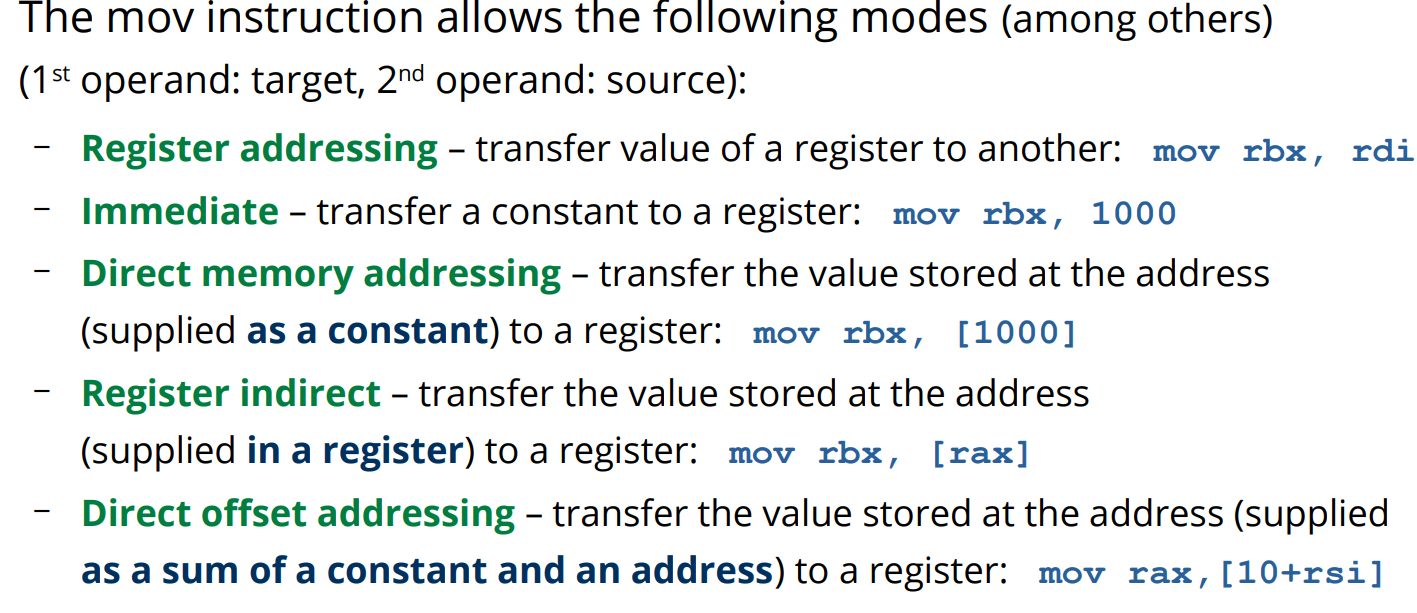 The mov instruction allows the following modes (among others)
(1st operand: target, 2nd operand: source):
– Register addressing – transfer value of a register to another: mov rbx, rdi
– Immediate – transfer a constant to a register: mov rbx, 1000
– Direct memory addressing – transfer the value stored at the address
(supplied as a constant) to a register: mov rbx, [1000]
– Register indirect – transfer the value stored at the address
(supplied in a register) to a register: mov rbx, [rax]
– Direct offset addressing – transfer the value stored at the address (supplied
as a sum of a constant and an address) to a register: mov rax,[10+rsi]